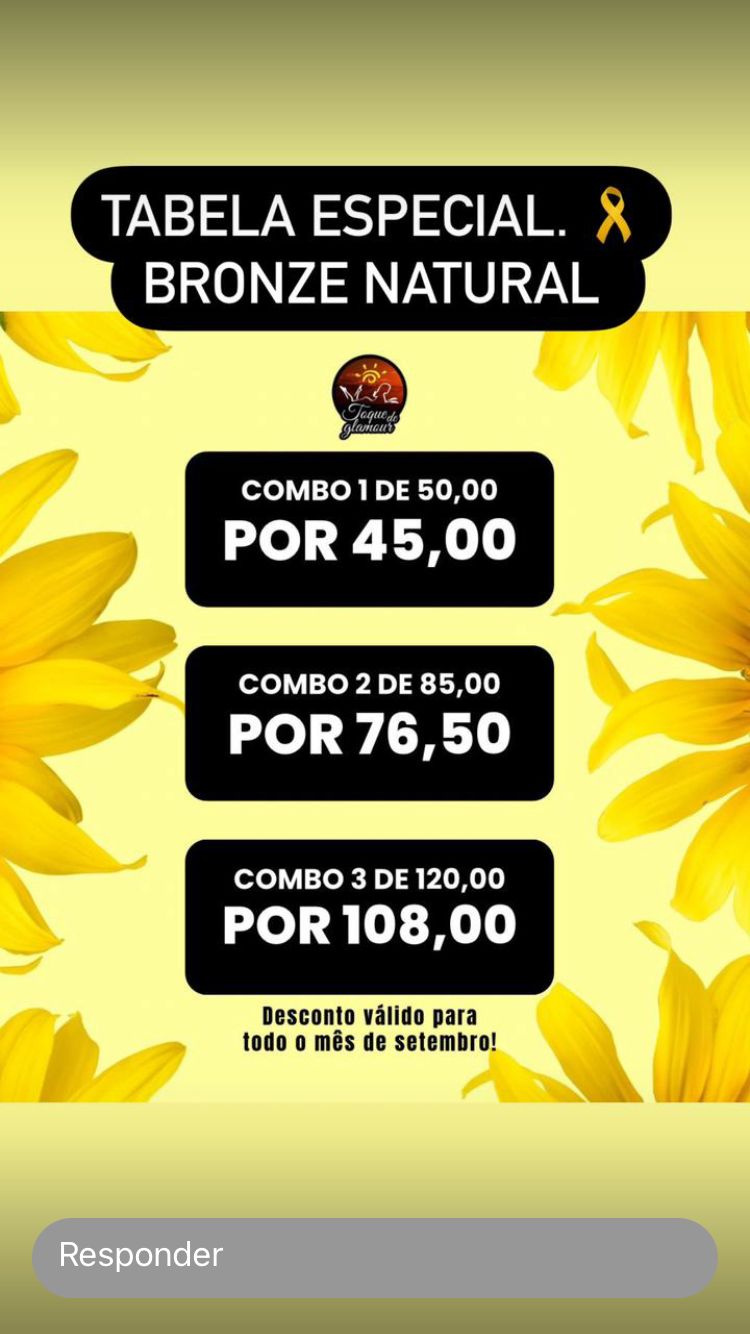 TABELA ESPECIAL. 🎗
BRONZE NATURAL
Toque de
glamour
COMBO 1 DE 50,00
POR 45,00
COMBO 2 DE 85,00
POR 76,50
COMBO 3 DE 120,00
POR 108,00
Desconto válido para
todo o mês de setembro!
Responder